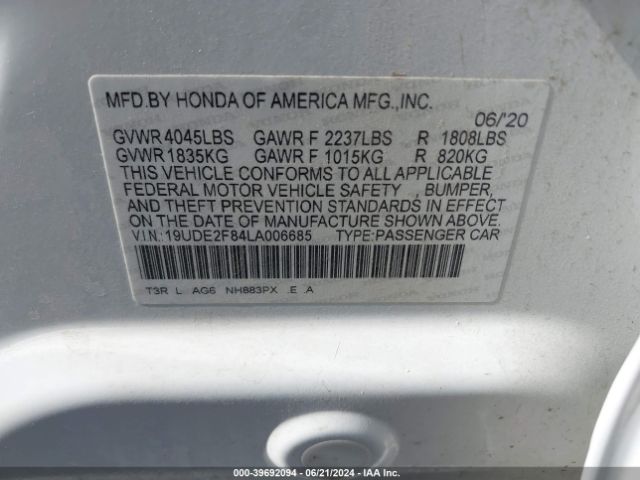 MFD.BY HONDA OF AMERICA MFG.,INC.
06/'20
GVWR 4045LBS GAWR F 2237LBS R 1808LBS
GVWR 1835KG GAWR F 1015KG R 820KG
THIS VEHICLE CONFORMS TO ALL APPLICABLE
FEDERAL MOTOR VEHICLE SAFETY , BUMPER,
AND THEFT PREVENTION STANDARDS IN EFFECT
ON THE DATE OF MANUFACTURE SHOWN ABOVE.
V.I.N.:19UDE2F84LA006685 TYPE:PASSENGER CAR
T3R L AG6 NH883PX .E .A
000-39692094 - 06/21/2024 - IAA Inc.